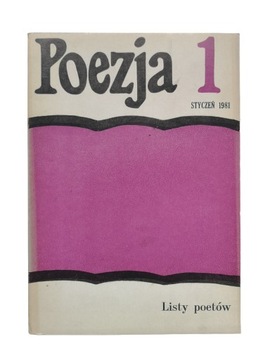 Poezja 1
STYCZEŃ 1981
Listy poetów